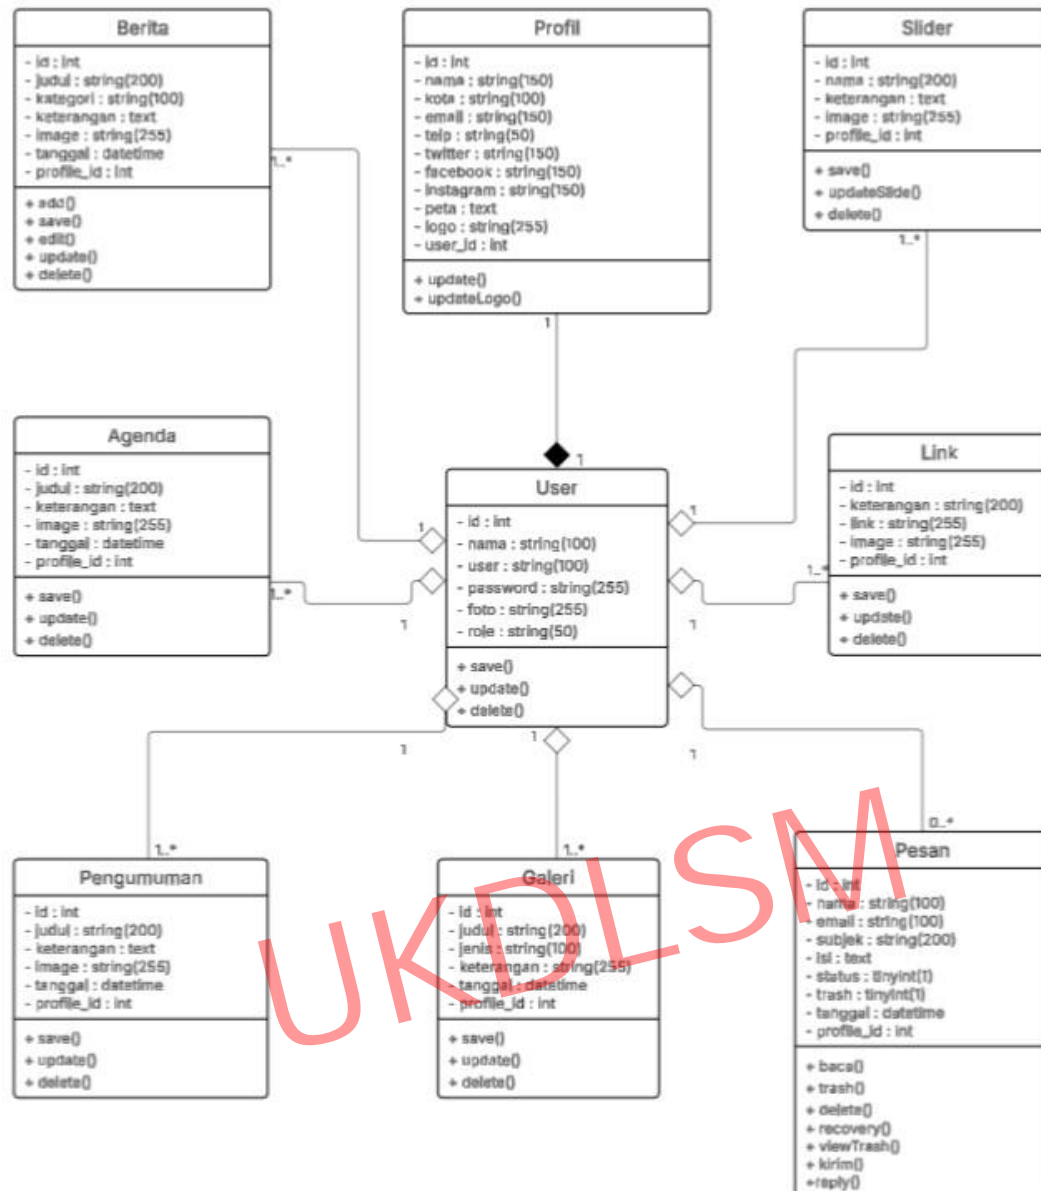 Berita
- id : int
- judul : string(200)
- kategori : string(100)
- keterangan : text
- image : string(255)
- tanggal : datetime
- profile_id : int
+ add()
+ save()
+ edit()
+ update()
+ delete()
1..*
Profil
- id : int
- nama : string(150)
- kota : string(100)
- email : string(150)
- telp : string(50)
- twitter : string(150)
- facebook : string(150)
- instagram : string(150)
- peta : text
- logo : string(255)
- user_id : int
+ update()
+ updateLogo()
1
Slider
- id : int
- nama : string(200)
- keterangan : text
- image : string(255)
- profile_id : int
+ save()
+ updateSlide()
+ delete()
1..*
Agenda
- id : int
- judul : string(200)
- keterangan : text
- image : string(255)
- tanggal : datetime
- profile_id : int
+ save()
+ update()
+ delete()
1..*
1
User
- id : int
- nama : string(100)
- user : string(100)
- password : string(255)
- foto : string(255)
- role : string(50)
+ save()
+ update()
+ delete()
1
1
1
1
1
1
1
Link
- id : int
- keterangan : string(200)
- link : string(255)
- image : string(255)
- profile_id : int
+ save()
+ update()
+ delete()
1..*
1..*
Pengumuman
- id : int
- judul : string(200)
- keterangan : text
- image : string(255)
- tanggal : datetime
- profile_id : int
+ save()
+ update()
+ delete()
1..*
Galeri
- id : int
- judul : string(200)
- jenis : string(100)
- keterangan : string(255)
- tanggal : datetime
- profile_id : int
+ save()
+ update()
+ delete()
0..*
Pesan
- id : int
- nama : string(100)
- email : string(100)
- subjek : string(200)
- isi : text
- status : tinyint(1)
- trash : tinyint(1)
- tanggal : datetime
- profile_id : int
+ baca()
+ trash()
+ delete()
+ recovery()
+ viewTrash()
+ kirim()
+reply()
UKDLSM